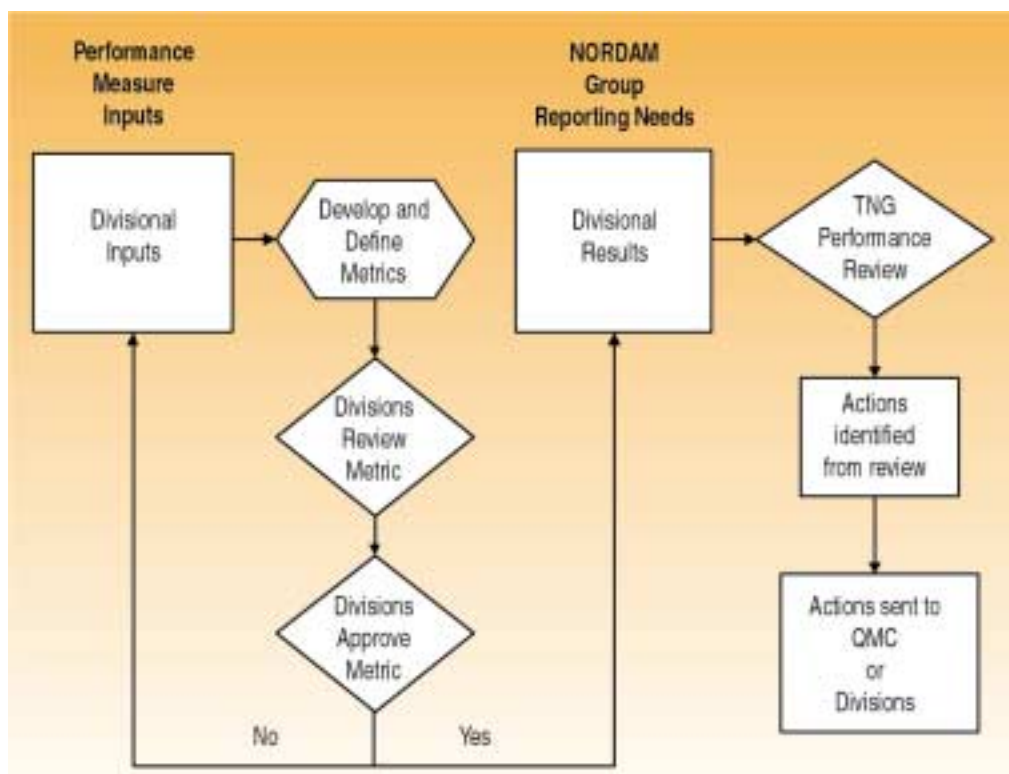 Performance
Measure
Inputs
Divisional
Inputs
Develop and
Define
Metrics
Divisions
Review
Metric
Divisions
Approve
Metric
No
Yes
NORDAM
Group
Reporting Needs
Divisional
Results
TNG
Performance
Review
Actions
identified
from review
Actions sent to
QMC
or
Divisions